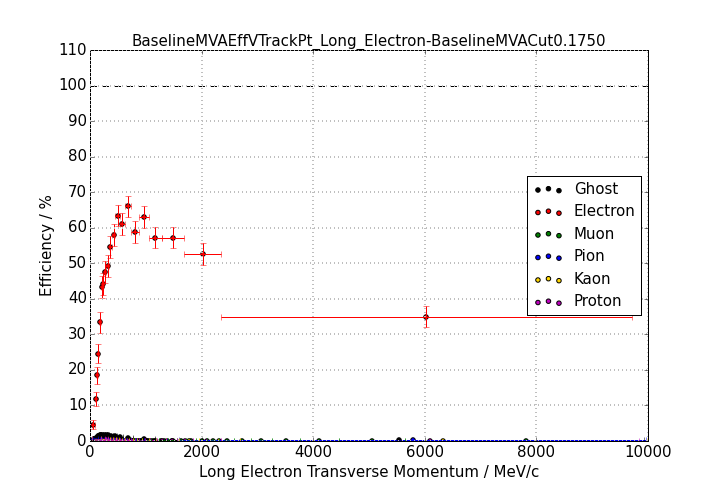 BaselineMVAEffVTrackPt_Long_Electron-BaselineMVACut0.1750
110
100
90
80
70
60
50
40
30
20
10
0
Efficiency / %
Ghost
Electron
Muon
Pion
Kaon
Proton
0 2000 4000 6000 8000 10000
Long Electron Transverse Momentum / MeV/c